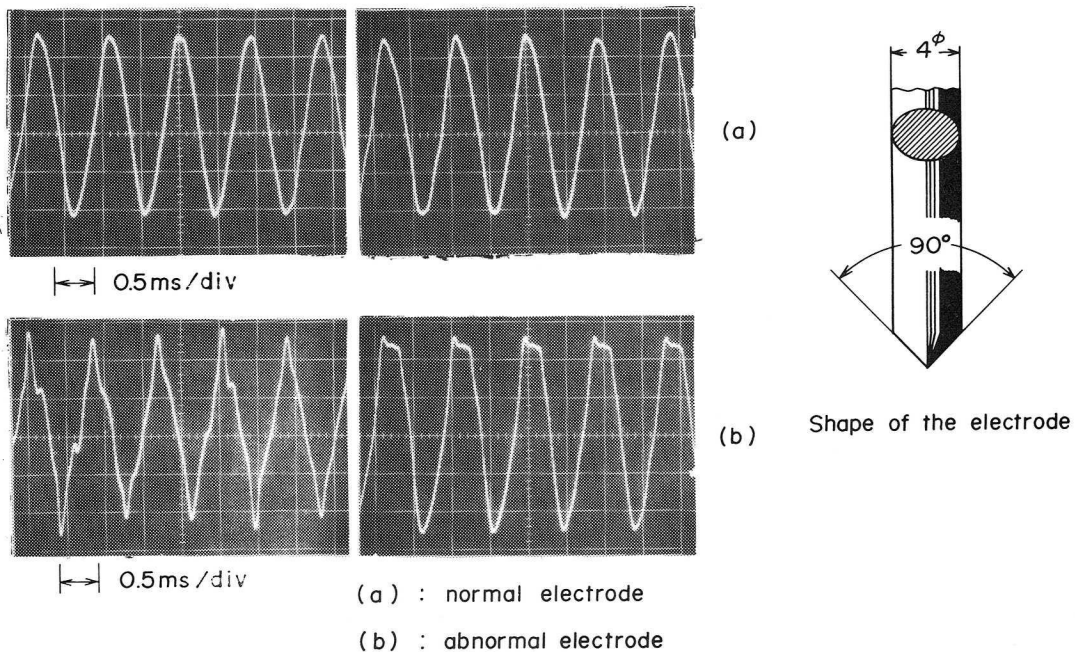 (a)
0.5ms/div
(b)
0.5ms/div
(a) : normal electrode
(b) : abnormal electrode
4φ
90°
Shape of the electrode